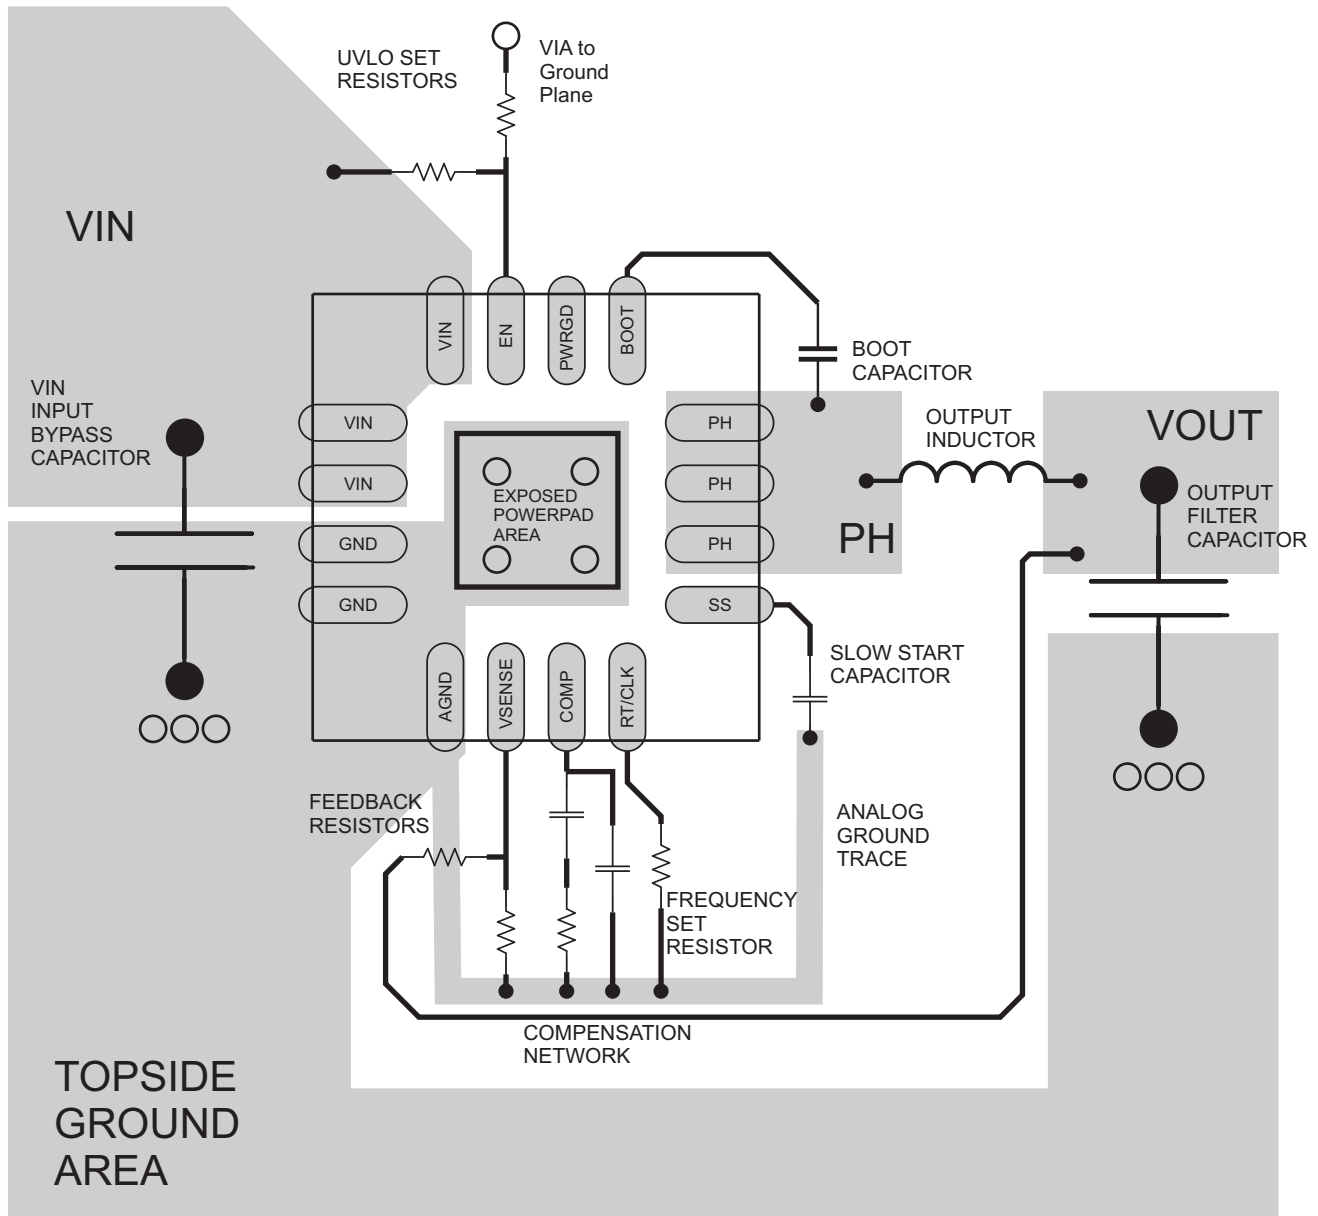 UVLO SET
RESISTORS
VIA to
Ground
Plane
VIN
VIN
EN
PWRGD
BOOT
BOOT
CAPACITOR
VIN
INPUT
BYPASS
CAPACITOR
VIN
VIN
GND
GND
PH
PH
PH
SS
EXPOSED
POWERPAD
AREA
OUTPUT
INDUCTOR
VOUT
PH
OUTPUT
FILTER
CAPACITOR
AGND
VSENSE
COMP
RT/CLK
SLOW START
CAPACITOR
FEEDBACK
RESISTORS
ANALOG
GROUND
TRACE
FREQUENCY
SET
RESISTOR
COMPENSATION
NETWORK
TOPSIDE
GROUND
AREA